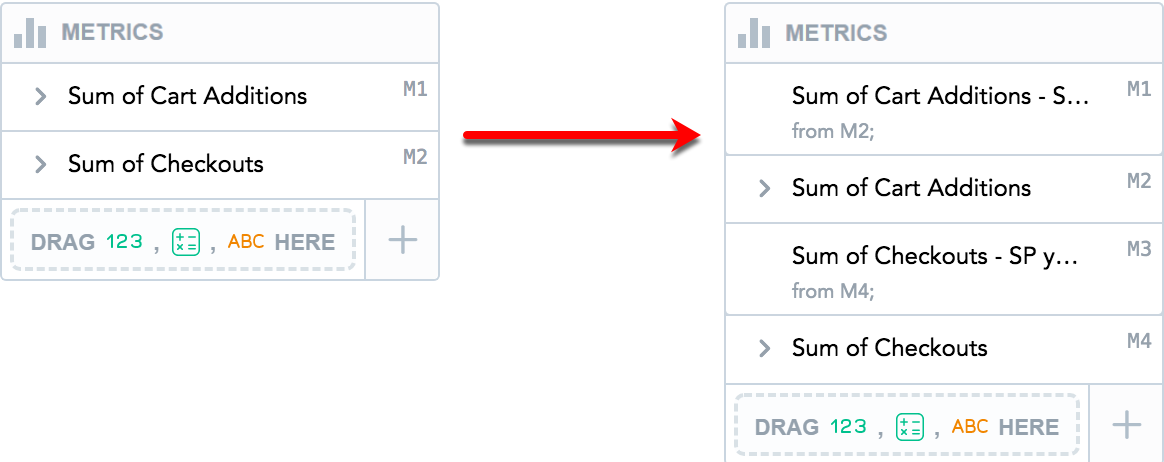 METRICS
Sum of Cart Additions M1
Sum of Checkouts M2
DRAG 123 , , ABC HERE
METRICS
Sum of Cart Additions - S... M1
from M2;
Sum of Cart Additions M2
Sum of Checkouts - SP y... M3
from M4;
Sum of Checkouts M4
DRAG 123 , , ABC HERE